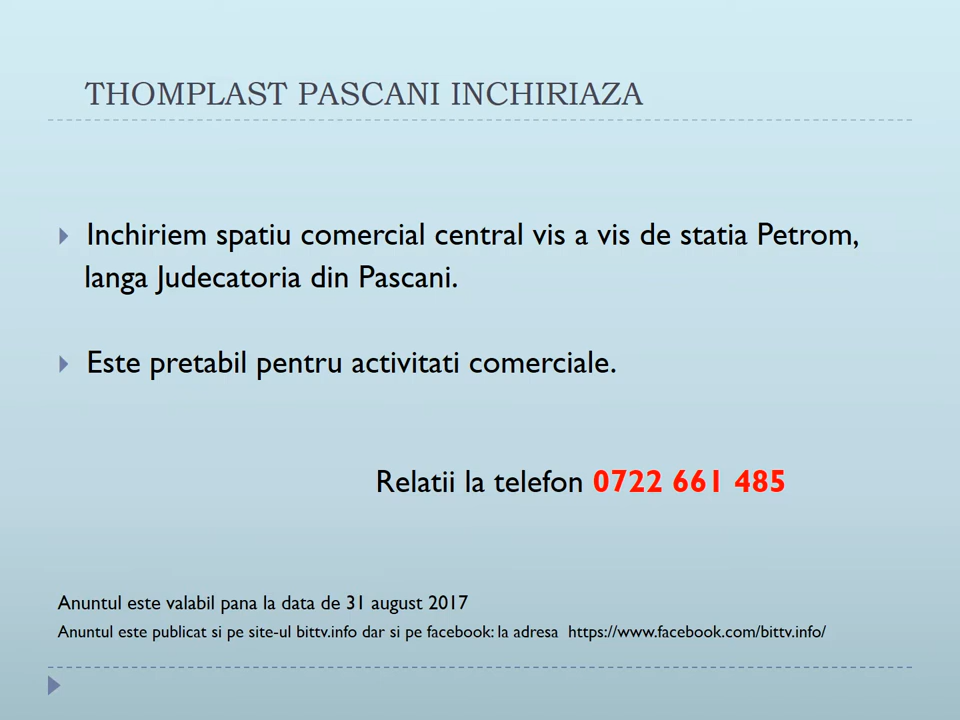 THOMPLAST PASCANI INCHIRIAZA
Inchiriem spatiu comercial central vis a vis de statia Petrom,
langa Judecatoria din Pascani.
Este pretabil pentru activitati comerciale.
Relatii la telefon 0722 661 485
Anuntul este valabil pana la data de 31 august 2017
Anuntul este publicat si pe site-ul bittv.info dar si pe facebook: la adresa https://www.facebook.com/bittv.info/